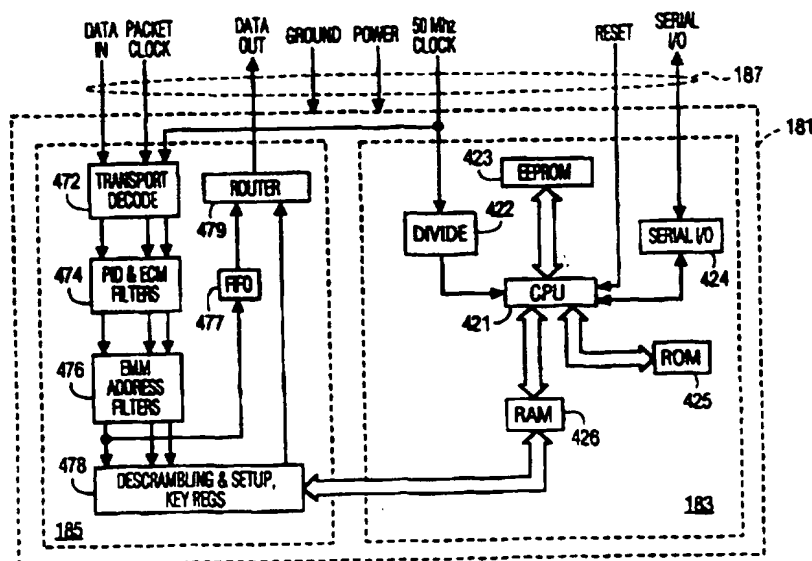 DATA IN
PACKET CLOCK
DATA OUT
GROUND
POWER
50 Mhz CLOCK
RESET
SERIAL I/O
187
181
472
TRANSPORT DECODE
ROUTER
479
423
EEPROM
422
DIVIDE
SERIAL I/O
424
474
PID & ECM FILTERS
FIFO
477
CPU
421
ROM
425
476
EMM ADDRESS FILTERS
RAM
426
478
DESCRAMBLING & SETUP, KEY REGS
185
183